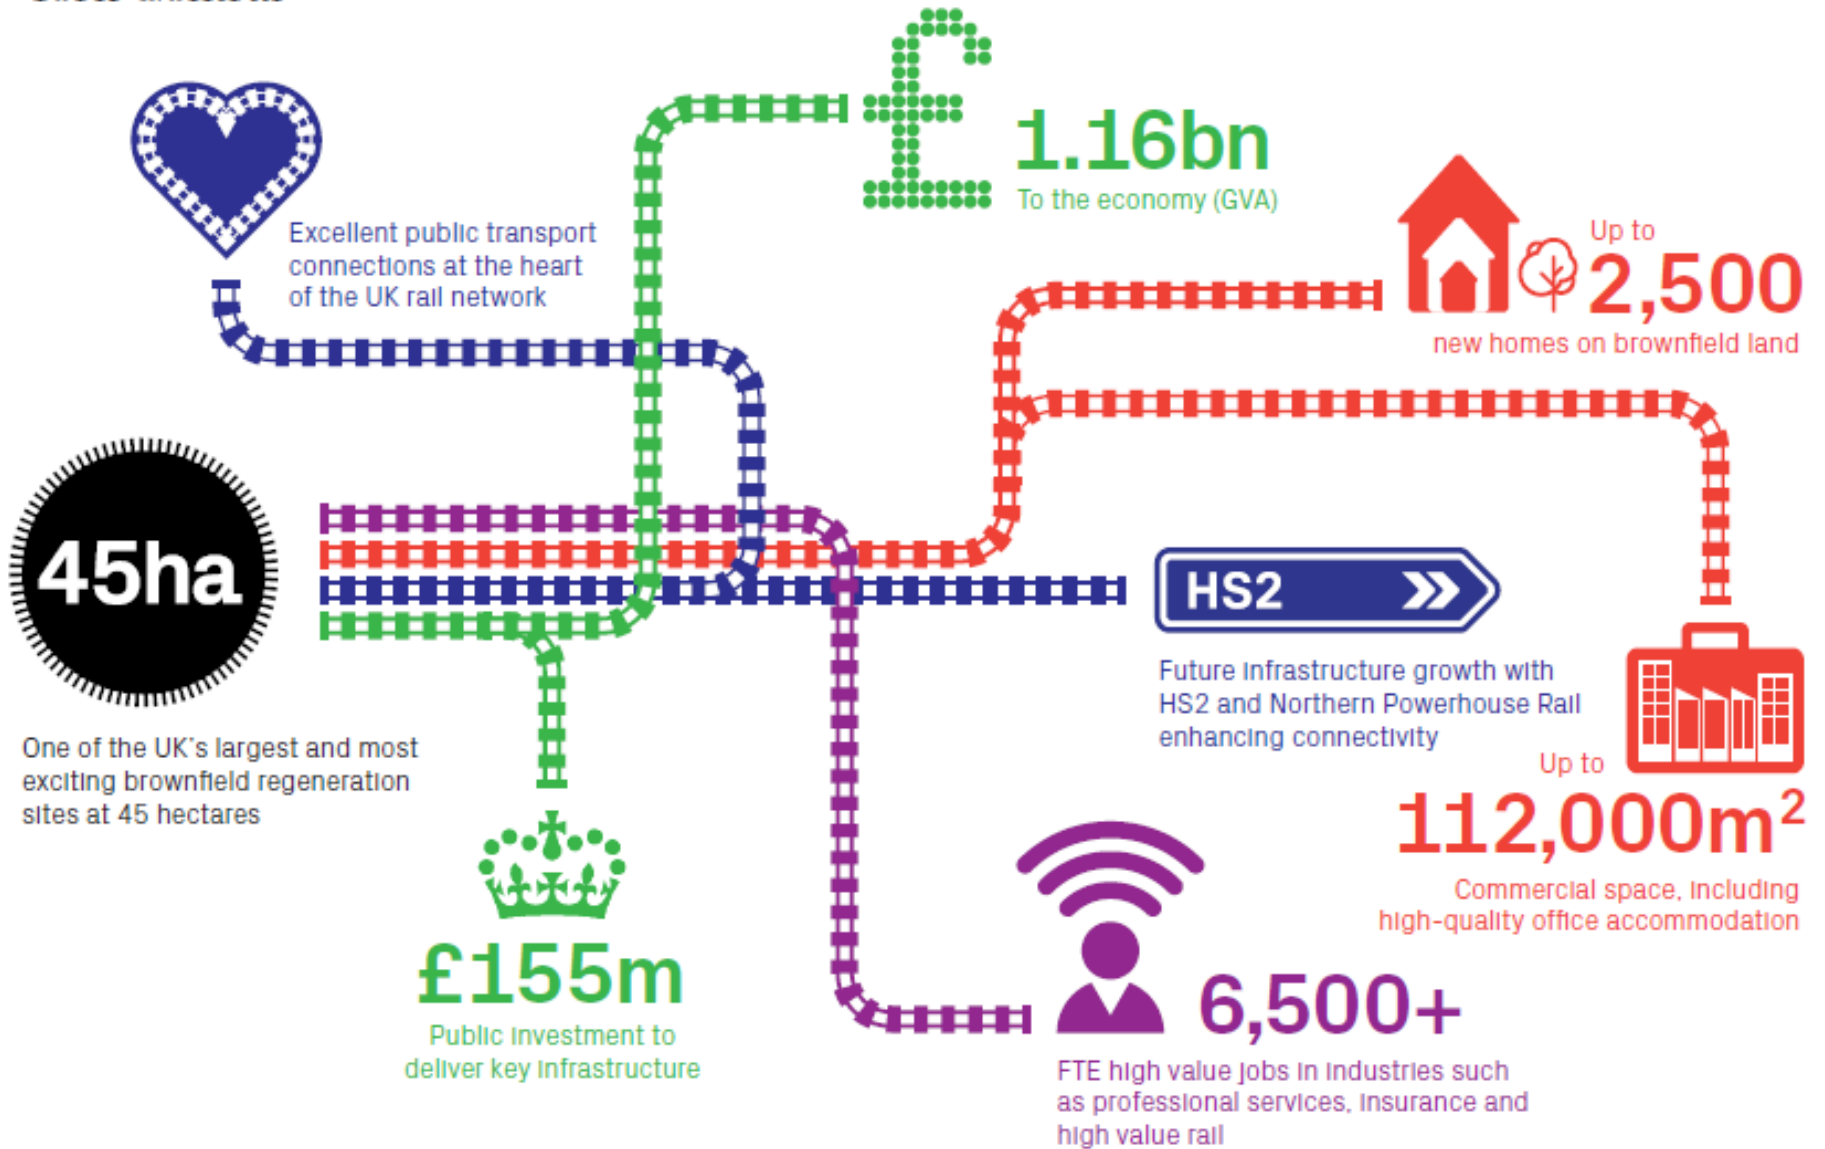 Excellent public transport
connections at the heart
of the UK rail network
£1.16bn
To the economy (GVA)
Up to
2,500
new homes on brownfield land
45ha
One of the UK's largest and most
exciting brownfield regeneration
sites at 45 hectares
HS2
Future infrastructure growth with
HS2 and Northern Powerhouse Rail
enhancing connectivity
Up to
112,000m²
Commercial space, including
high-quality office accommodation
£155m
Public investment to
deliver key infrastructure
6,500+
FTE high value jobs in industries such
as professional services, insurance and
high value rail